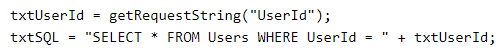 txtUserId = getRequestString("UserId");
txtSQL = "SELECT * FROM Users WHERE UserId = " + txtUserId;